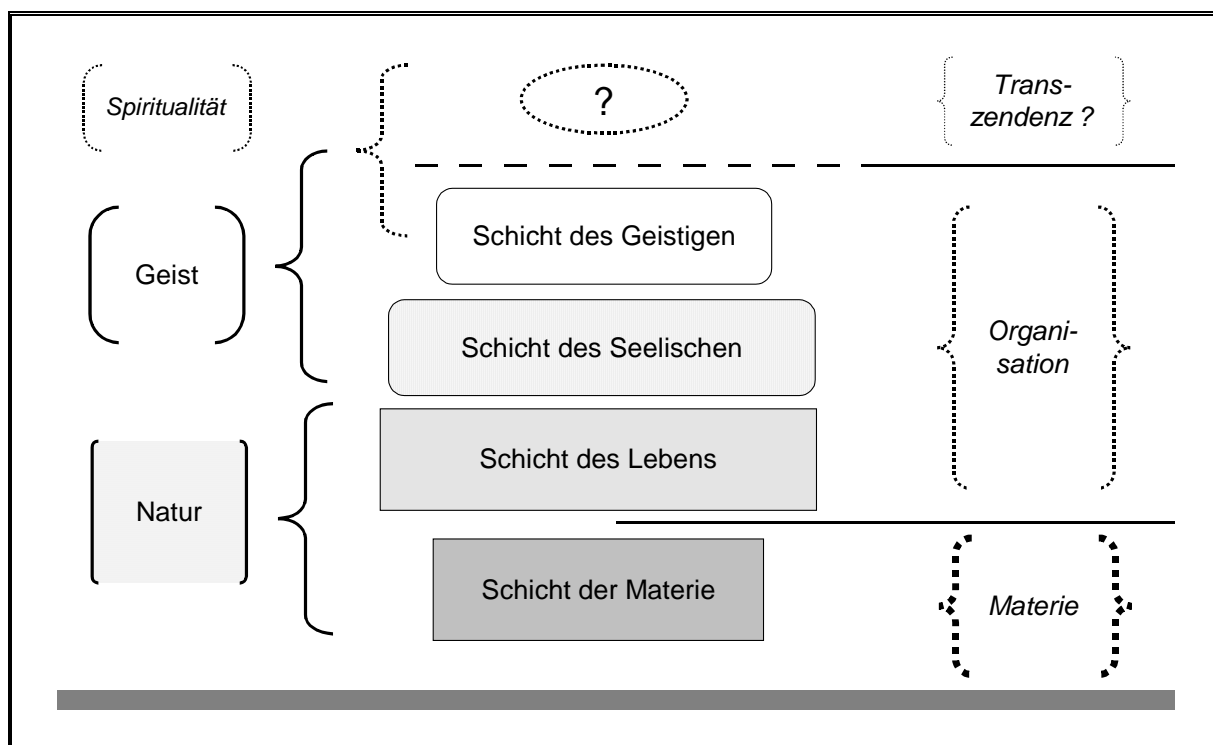 Spiritualität
?
Trans-
zendenz ?
Schicht des Geistigen
Geist
Schicht des Seelischen
Organi-
sation
Schicht des Lebens
Natur
Schicht der Materie
Materie